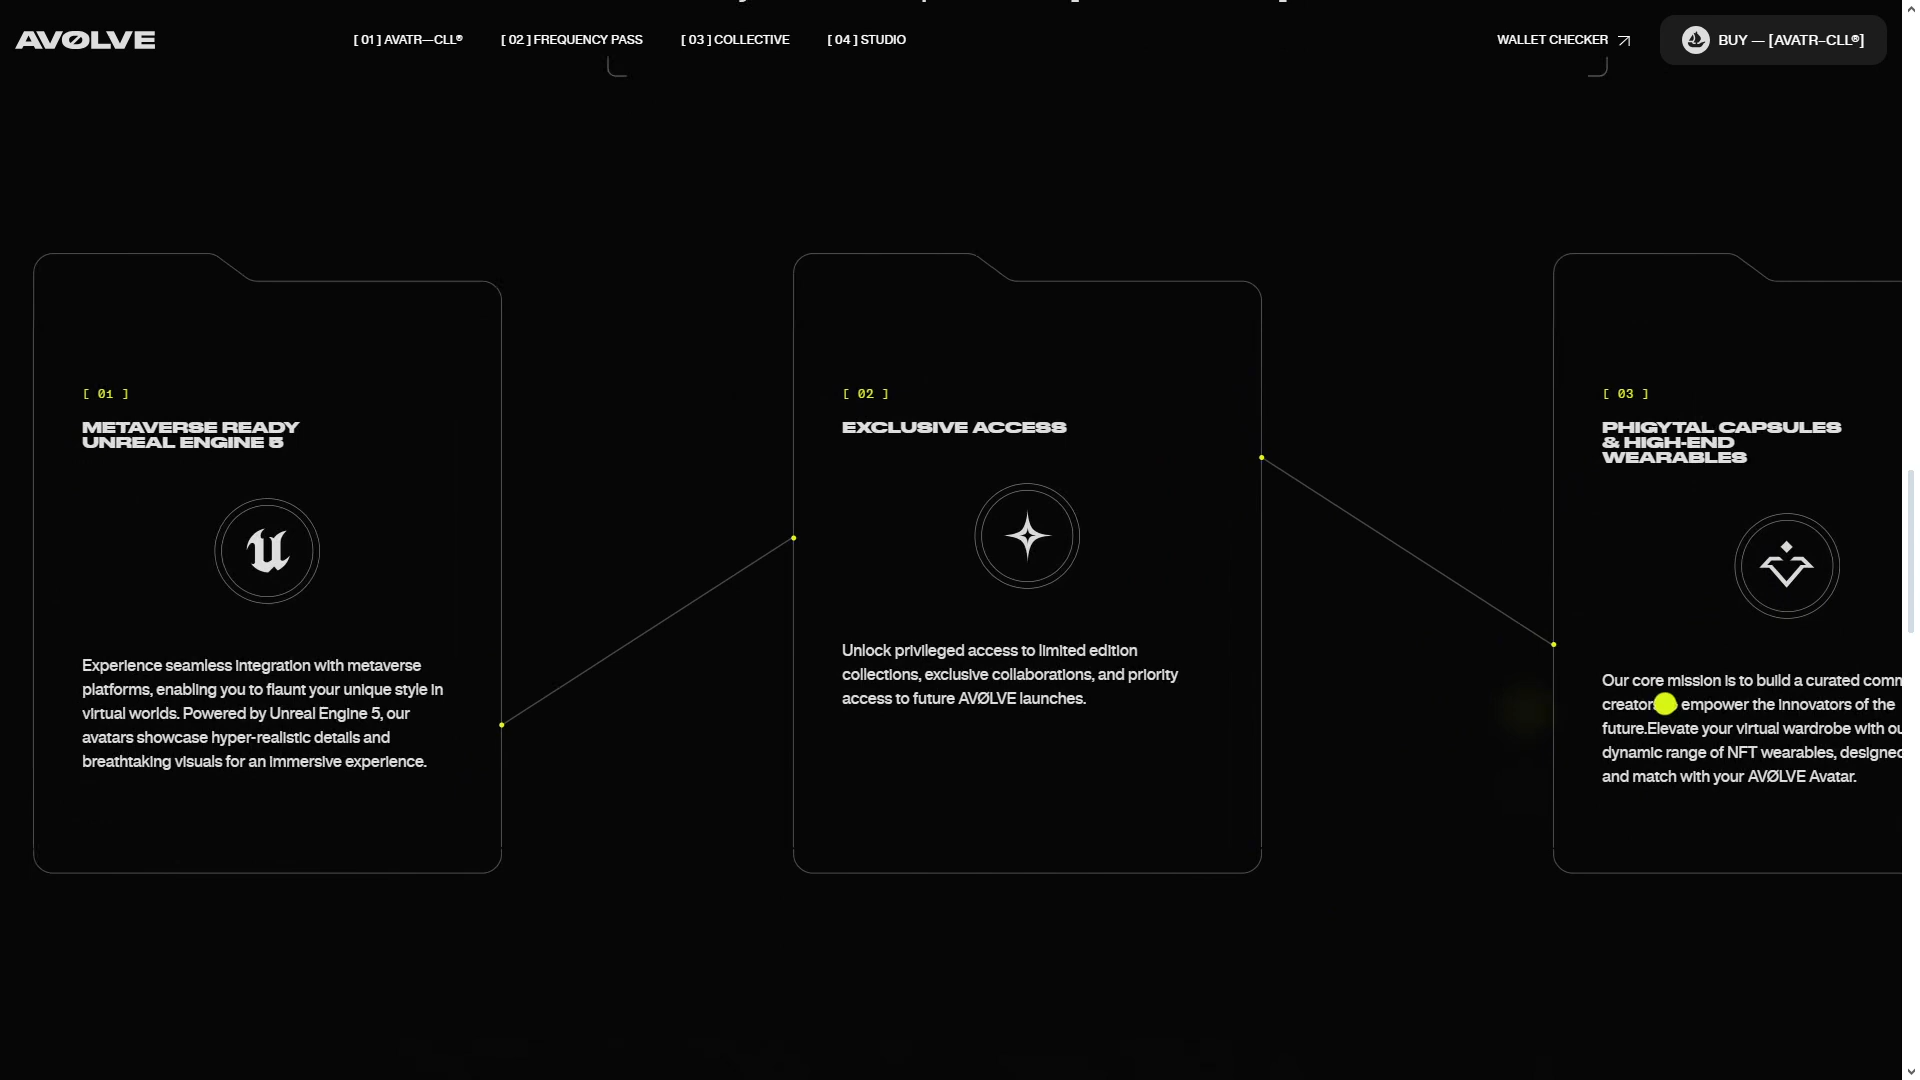 AVØLVE
[ 01 ] AVATR—CLL®
[ 02 ] FREQUENCY PASS
[ 03 ] COLLECTIVE
[ 04 ] STUDIO
WALLET CHECKER
BUY — [AVATR–CLL®]
[ 01 ]
METAVERSE READY
UNREAL ENGINE 5
Experience seamless integration with metaverse
platforms, enabling you to flaunt your unique style in
virtual worlds. Powered by Unreal Engine 5, our
avatars showcase hyper-realistic details and
breathtaking visuals for an immersive experience.
[ 02 ]
EXCLUSIVE ACCESS
Unlock privileged access to limited edition
collections, exclusive collaborations, and priority
access to future AVØLVE launches.
[ 03 ]
PHIGYTAL CAPSULES
& HIGH-END
WEARABLES
Our core mission is to build a curated
empower the innovators of the
future.Elevate your virtual wardrobe with
dynamic range of NFT wearables, designed
and match with your AVØLVE Avatar.